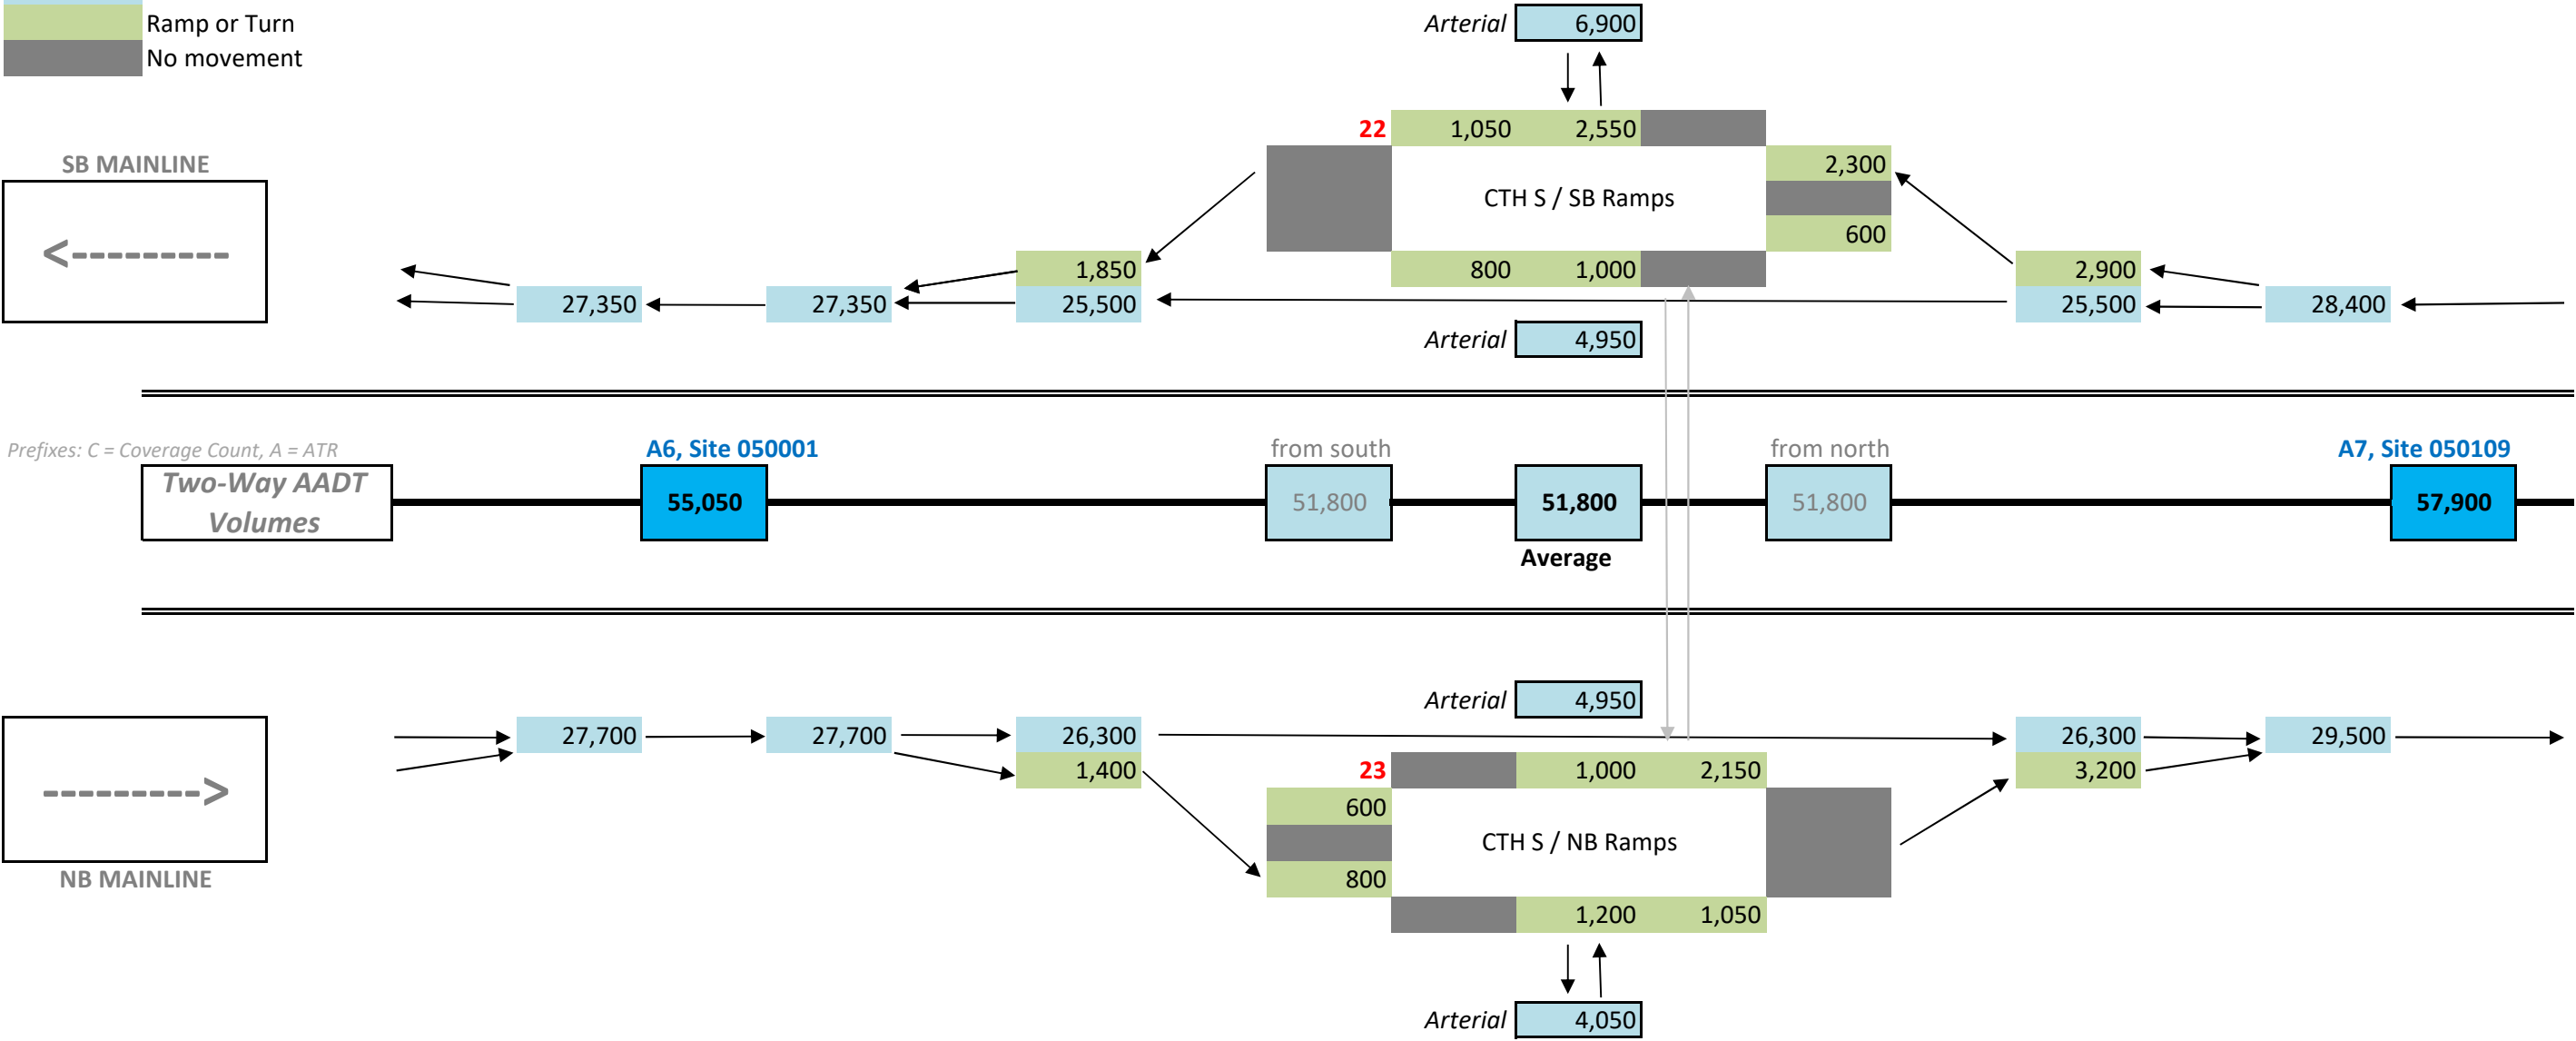 Ramp or Turn
No movement
Arterial 6,900
22 1,050 2,550
SB MAINLINE
2,300
CTH S / SB Ramps
<----------
600
1,850 800 1,000 2,900
27,350 27,350 25,500 25,500 28,400
Arterial 4,950
Prefixes: C = Coverage Count, A = ATR
A6, Site 050001 from south from north A7, Site 050109
Two-Way AADT
Volumes
55,050 51,800 51,800 51,800 57,900
Average
Arterial 4,950
27,700 27,700 26,300 26,300 29,500
1,400 23 1,000 2,150 3,200
---------->
600
CTH S / NB Ramps
NB MAINLINE
800
1,200 1,050
Arterial 4,050